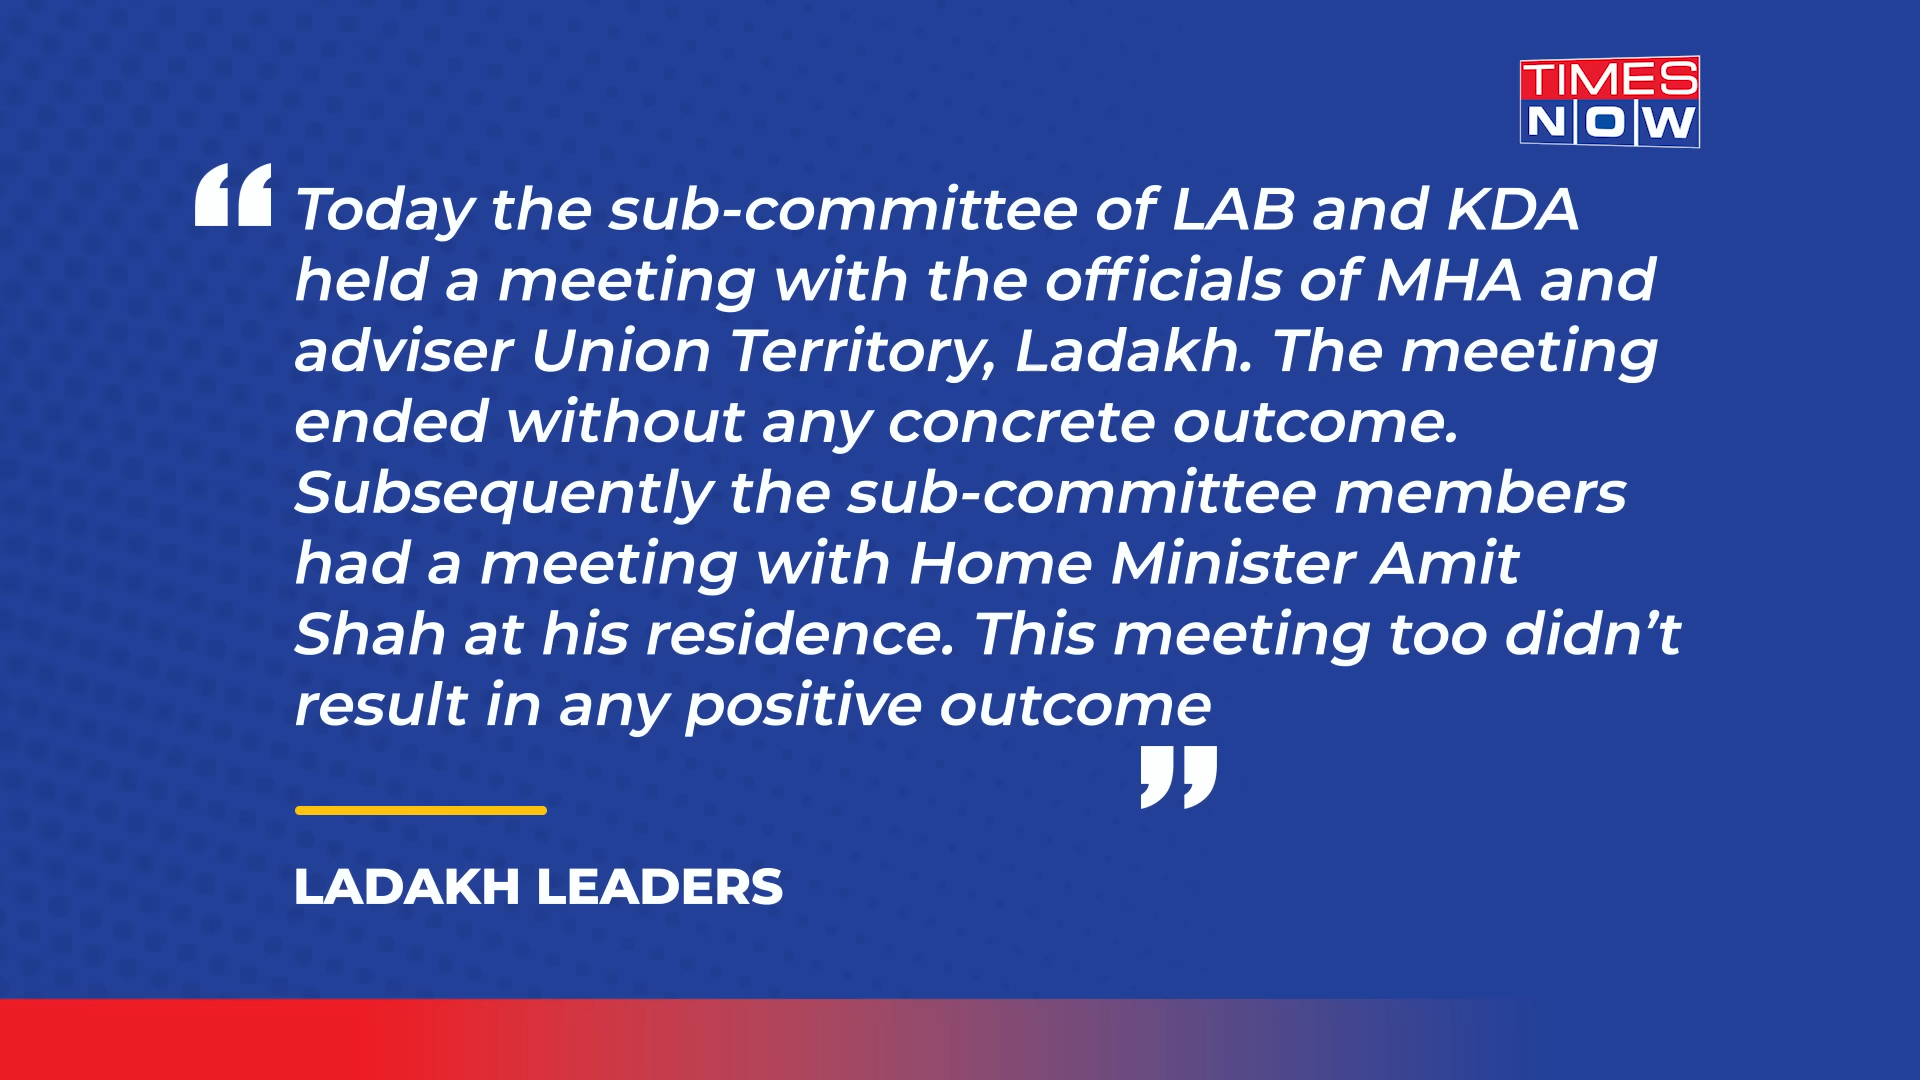 TIMES
NOW
“Today the sub-committee of LAB and KDA
held a meeting with the officials of MHA and
adviser Union Territory, Ladakh. The meeting
ended without any concrete outcome.
Subsequently the sub-committee members
had a meeting with Home Minister Amit
Shah at his residence. This meeting too didn’t
result in any positive outcome
”
LADAKH LEADERS